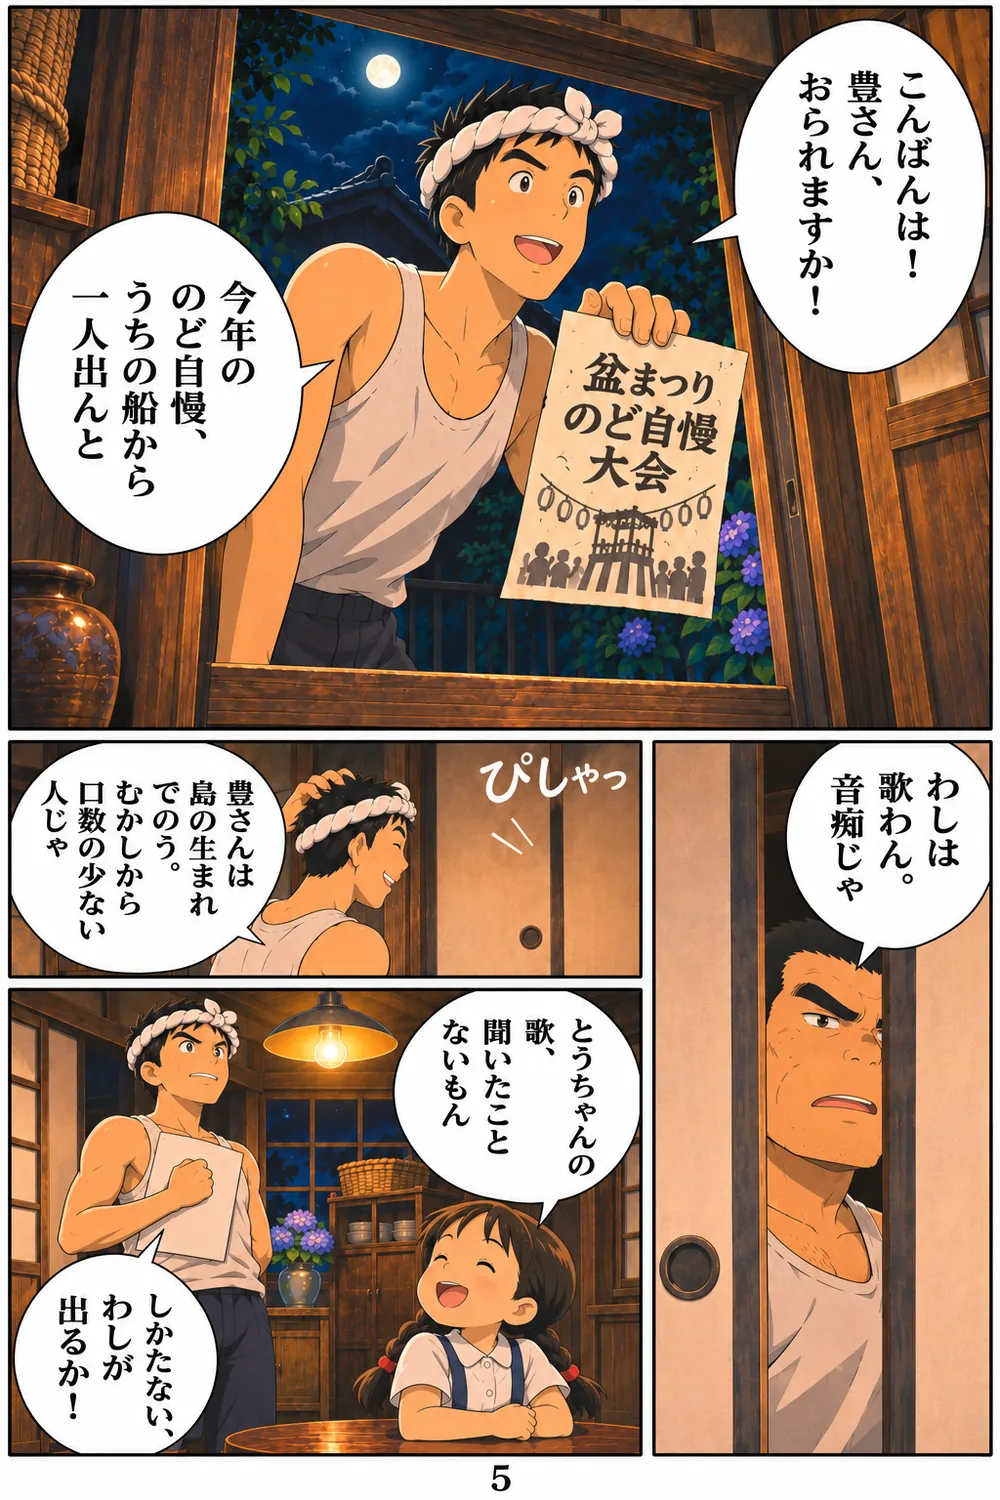 こんばんは！
豊さん、
おられますか！
今年の
のど自慢、
うちの船から
一人出んと
盆まつり
のど自慢
大会
わしは
歌わん。
音痴じゃ
ぴしゃっ
豊さんは
島の生まれ
でのう。
むかしから
口数の少ない
人じゃ
とうちゃんの
歌、
聞いたこと
ないもん
しかたない、
わしが
出るか！
5